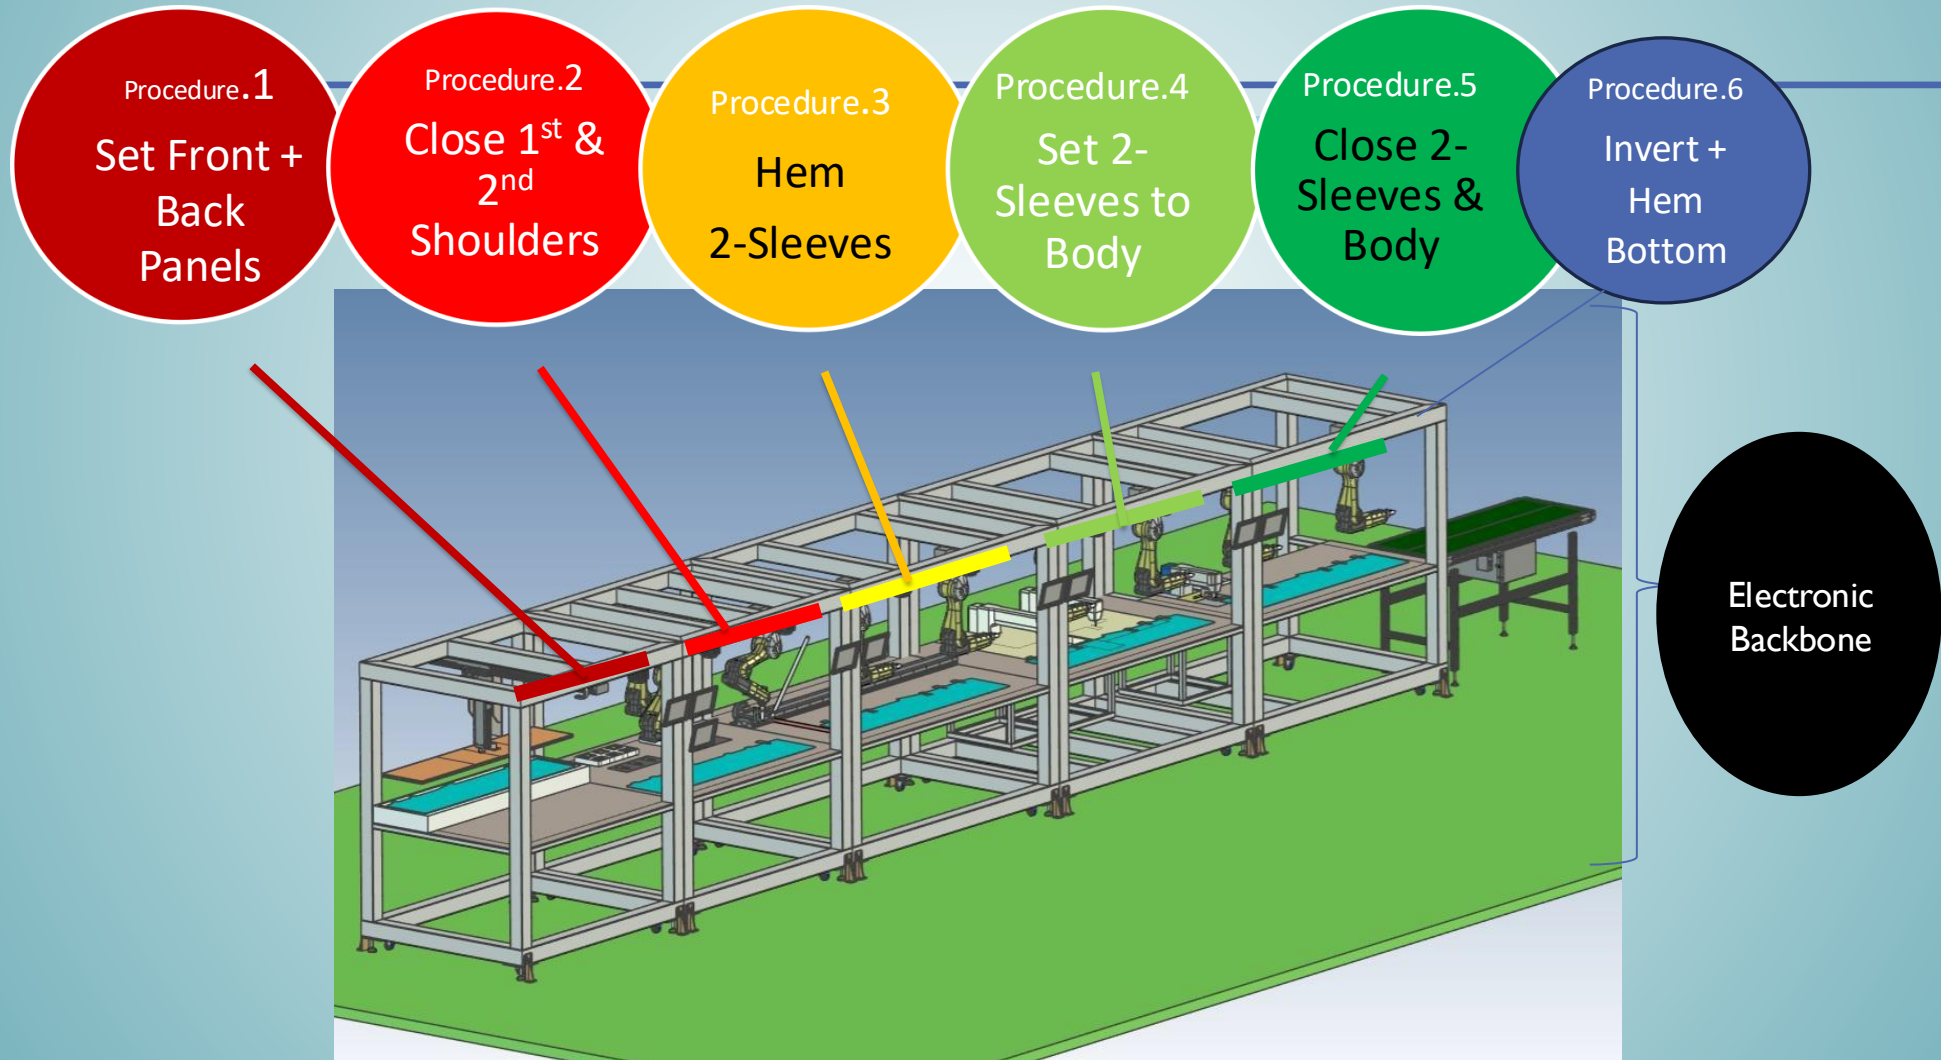 Procedure.1
Set Front +
Back
Panels
Procedure.2
Close 1st &
2nd
Shoulders
Procedure.3
Hem
2-Sleeves
Procedure.4
Set 2-
Sleeves to
Body
Procedure.5
Close 2-
Sleeves &
Body
Procedure.6
Invert +
Hem
Bottom
Electronic
Backbone